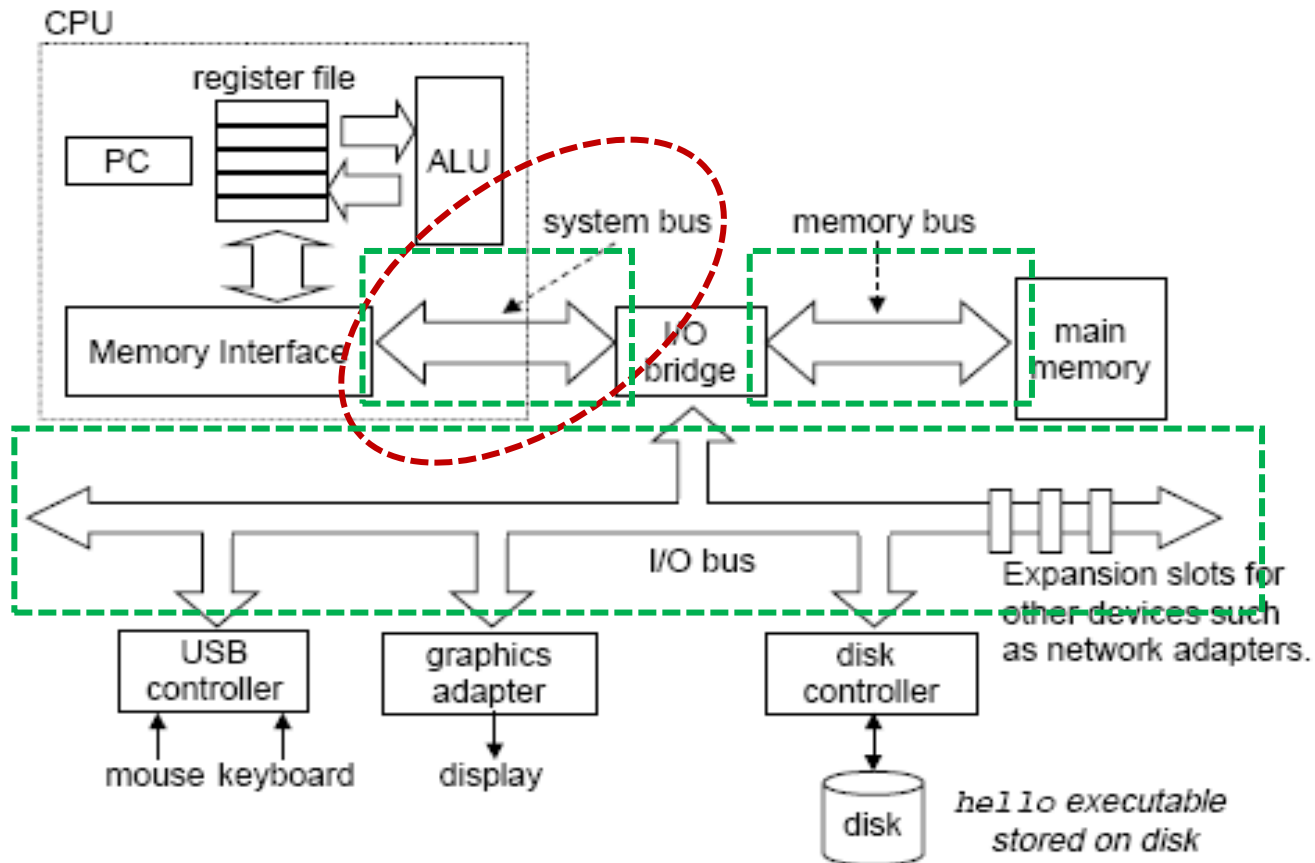 CPU
register file
PC
ALU
system bus
memory bus
Memory Interface
I/O
bridge
main
memory
I/O bus
Expansion slots for
other devices such
as network adapters.
USB
controller
graphics
adapter
disk
controller
mouse keyboard
display
disk
hello executable
stored on disk